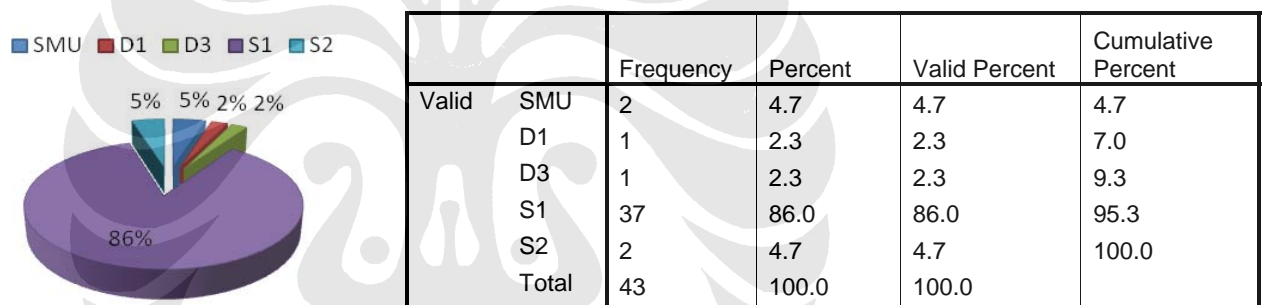 SMU D1 D3 S1 S2
5% 5% 2% 2%
86%
Frequency Percent Valid Percent Cumulative Percent
Valid SMU 2 4.7 4.7 4.7
D1 1 2.3 2.3 7.0
D3 1 2.3 2.3 9.3
S1 37 86.0 86.0 95.3
S2 2 4.7 4.7 100.0
Total 43 100.0 100.0